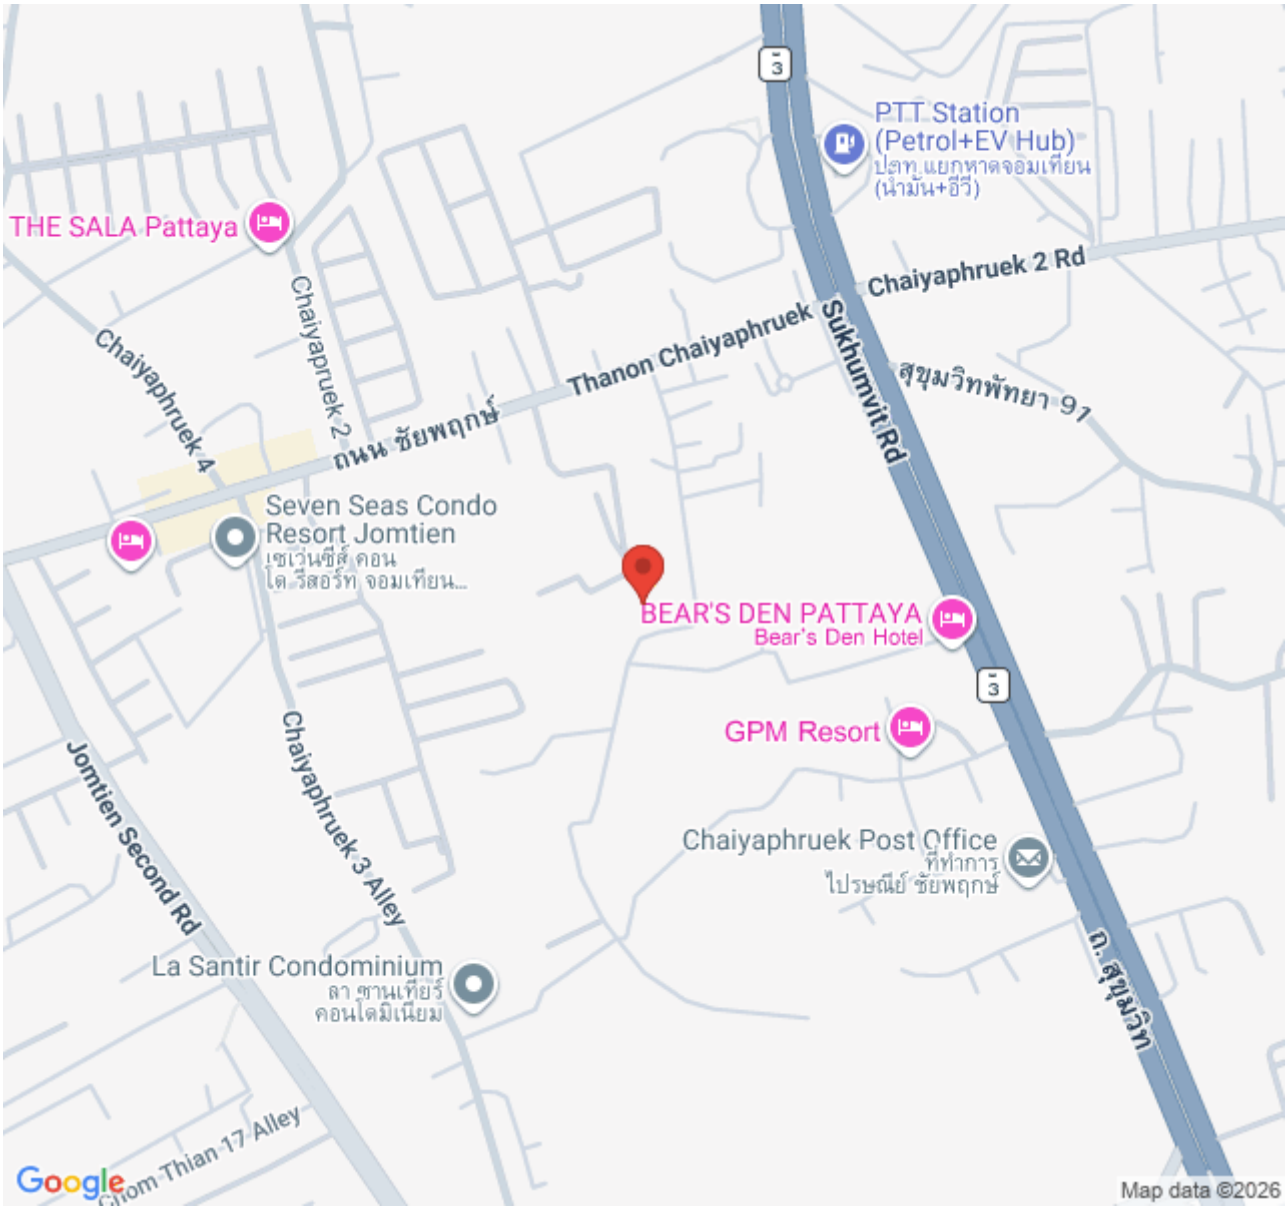 3
PTT Station
(Petrol+EV Hub)
ปตท.แยกหาดจอมเทียน
(น้ำมัน+อีวี)
THE SALA Pattaya
Chaiyaphruek 2 Rd
Chaiyapruek 2
Thanon Chaiyaphruek
Sukhumvit Rd
Chaiyaphruek 4
สุขุมวิทพัทยา 91
ถนน ชัยพฤกษ์
Seven Seas Condo
Resort Jomtien
เซเว่นซีส์ คอน
โด รีสอร์ท จอมเทียน...
BEAR'S DEN PATTAYA
Bear's Den Hotel
3
GPM Resort
Chaiyaphruek 3 Alley
Jomtien Second Rd
Chaiyaphruek Post Office
ที่ทำการ
ไปรษณีย์ ชัยพฤกษ์
ถ. สุขุมวิท
La Santir Condominium
ลา ซานเทียร์
คอนโดมิเนียม
Chom Thian 17 Alley
Google
Map data ©2026